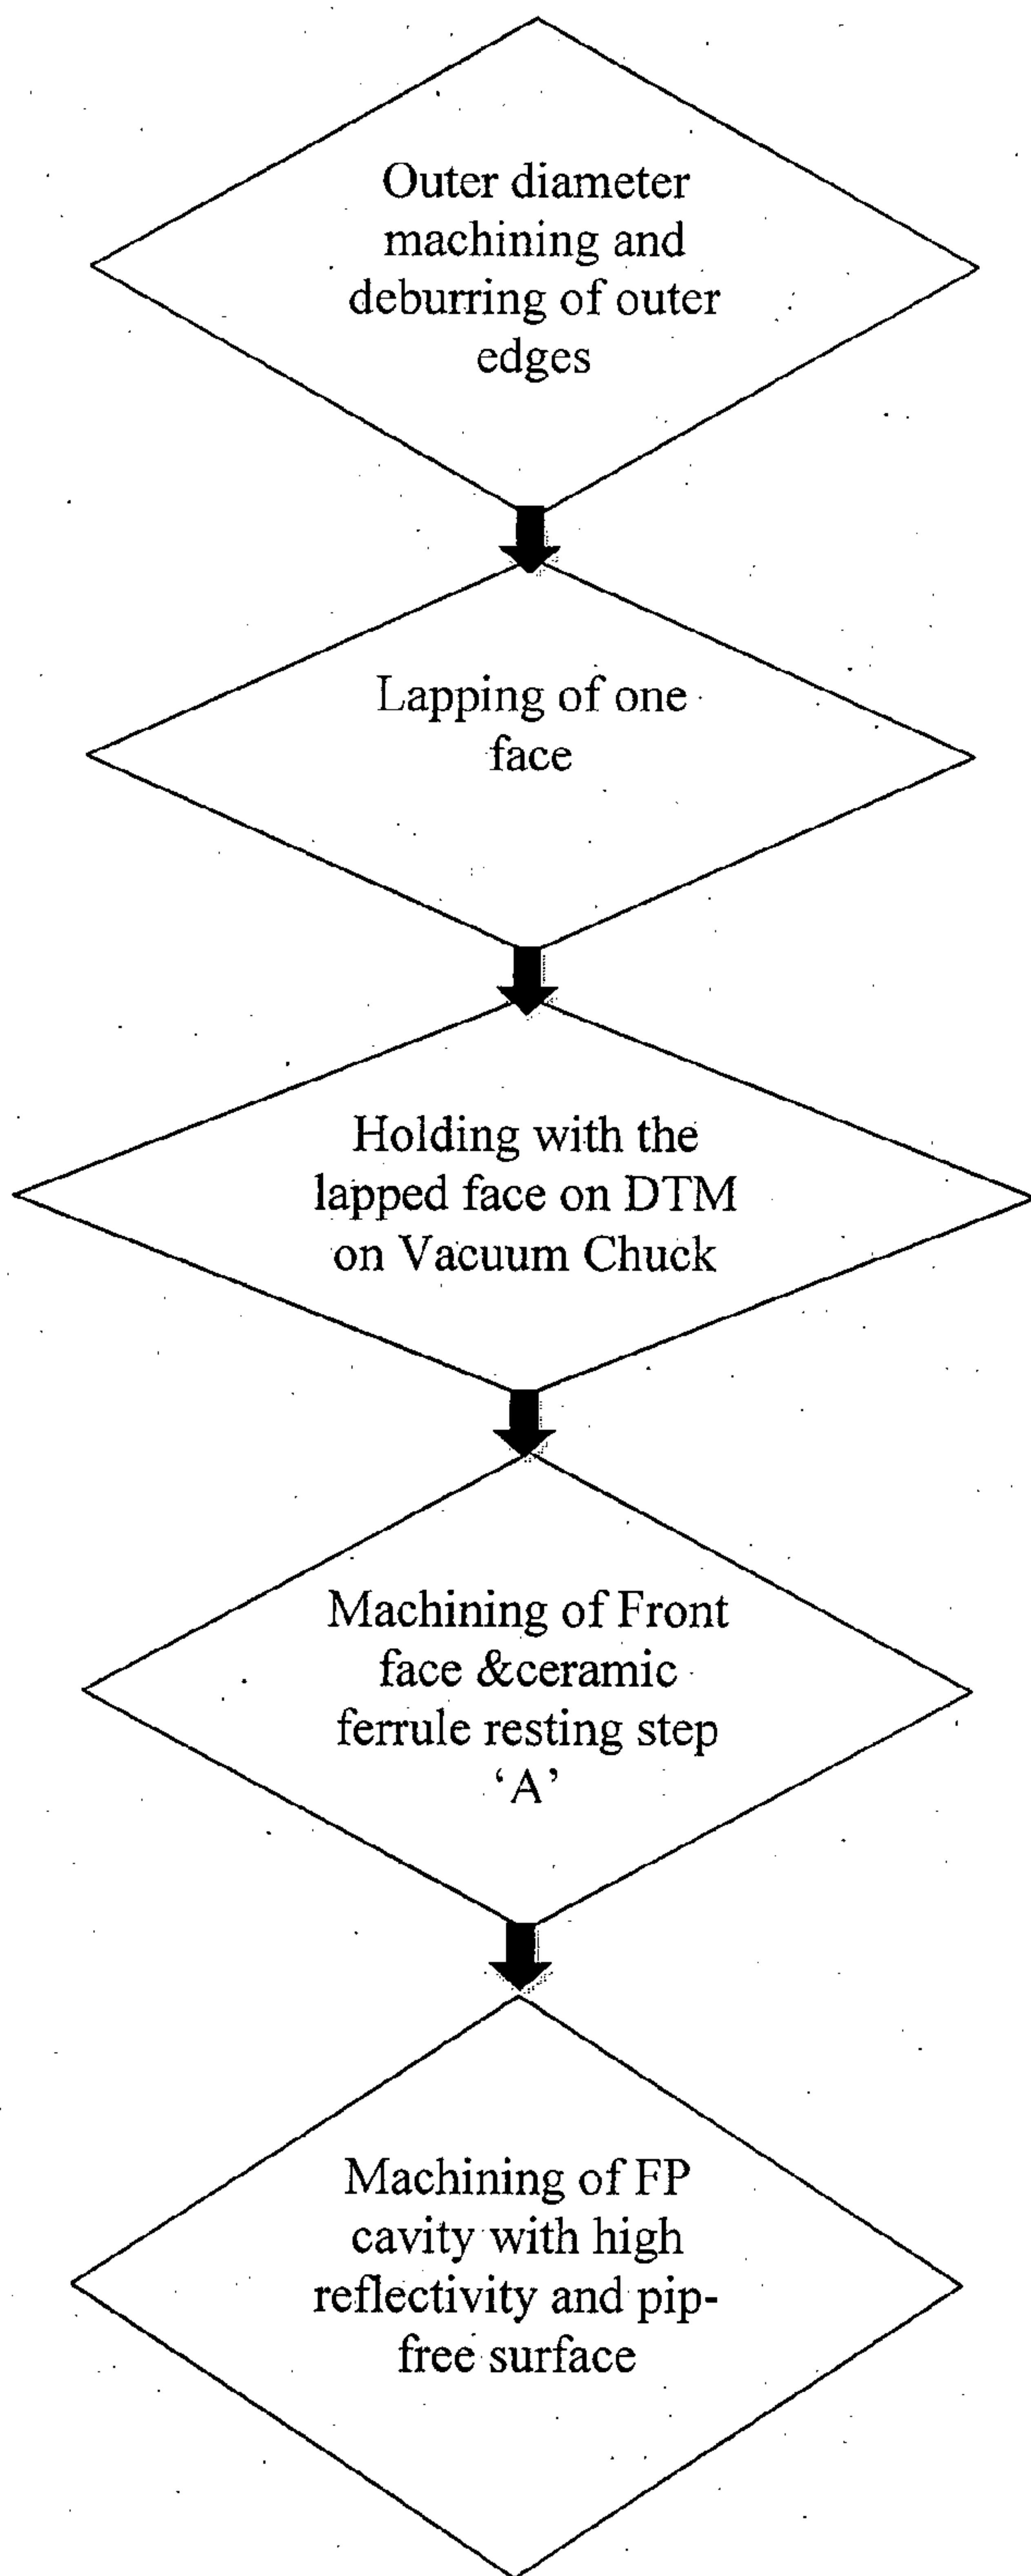 Outer diameter
machining and
deburring of outer
edges
Lapping of one
face
Holding with the
lapped face on DTM
on Vacuum Chuck
Machining of Front
face &ceramic
ferrule resting step
‘A’
Machining of FP
cavity with high
reflectivity and pip-
free surface